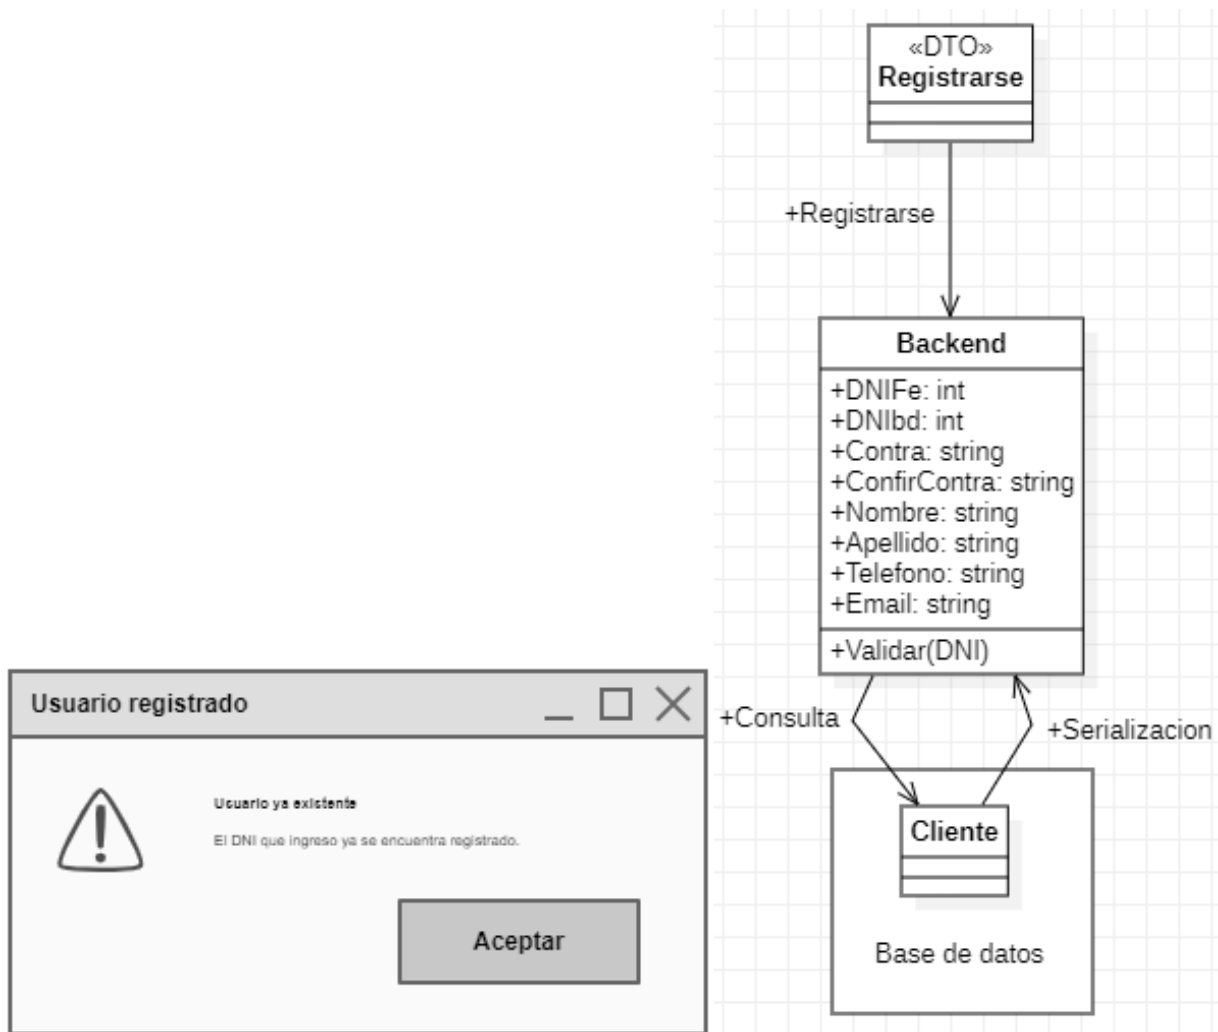 «DTO»
Registrarse
+Registrarse
Backend
+DNIFe: int
+DNIbd: int
+Contra: string
+ConfirContra: string
+Nombre: string
+Apellido: string
+Telefono: string
+Email: string
+Validar(DNI)
+Consulta
+Serializacion
Cliente
Base de datos
Usuario registrado
Usuario ya existente
El DNI que ingreso ya se encuentra registrado.
Aceptar